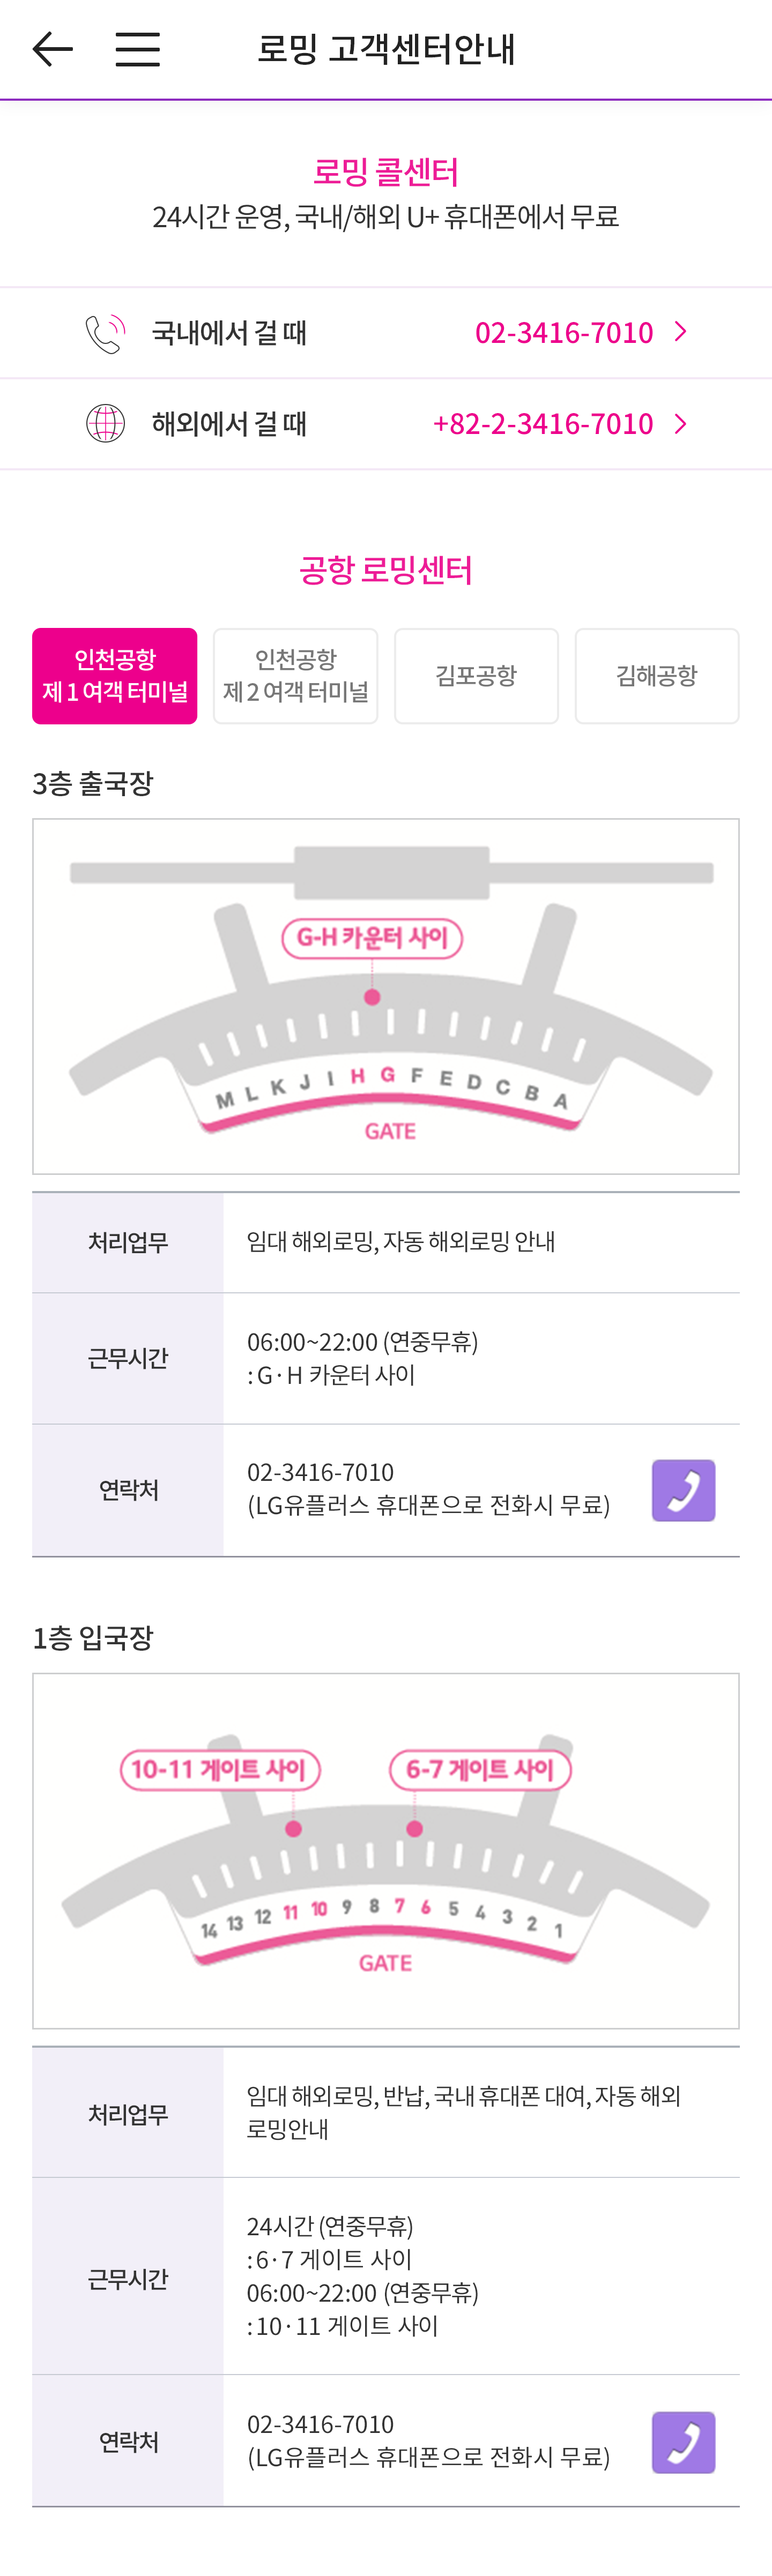 로밍 고객센터안내
로밍 콜센터
24시간 운영, 국내/해외 U+ 휴대폰에서 무료
국내에서 걸 때
02-3416-7010
해외에서 걸 때
+82-2-3416-7010
공항 로밍센터
인천공항
제 1 여객 터미널
인천공항
제 2 여객 터미널
김포공항
김해공항
3층 출국장
G-H 카운터 사이
M L K J I H G F E D C B A
GATE
처리업무
임대 해외로밍, 자동 해외로밍 안내
근무시간
06:00~22:00 (연중무휴)
: G · H 카운터 사이
연락처
02-3416-7010
(LG유플러스 휴대폰으로 전화시 무료)
1층 입국장
10-11 게이트 사이
6-7 게이트 사이
14 13 12 11 10 9 8 7 6 5 4 3 2 1
GATE
처리업무
임대 해외로밍, 반납, 국내 휴대폰 대여, 자동 해외
로밍안내
근무시간
24시간 (연중무휴)
: 6 · 7 게이트 사이
06:00~22:00 (연중무휴)
: 10 · 11 게이트 사이
연락처
02-3416-7010
(LG유플러스 휴대폰으로 전화시 무료)